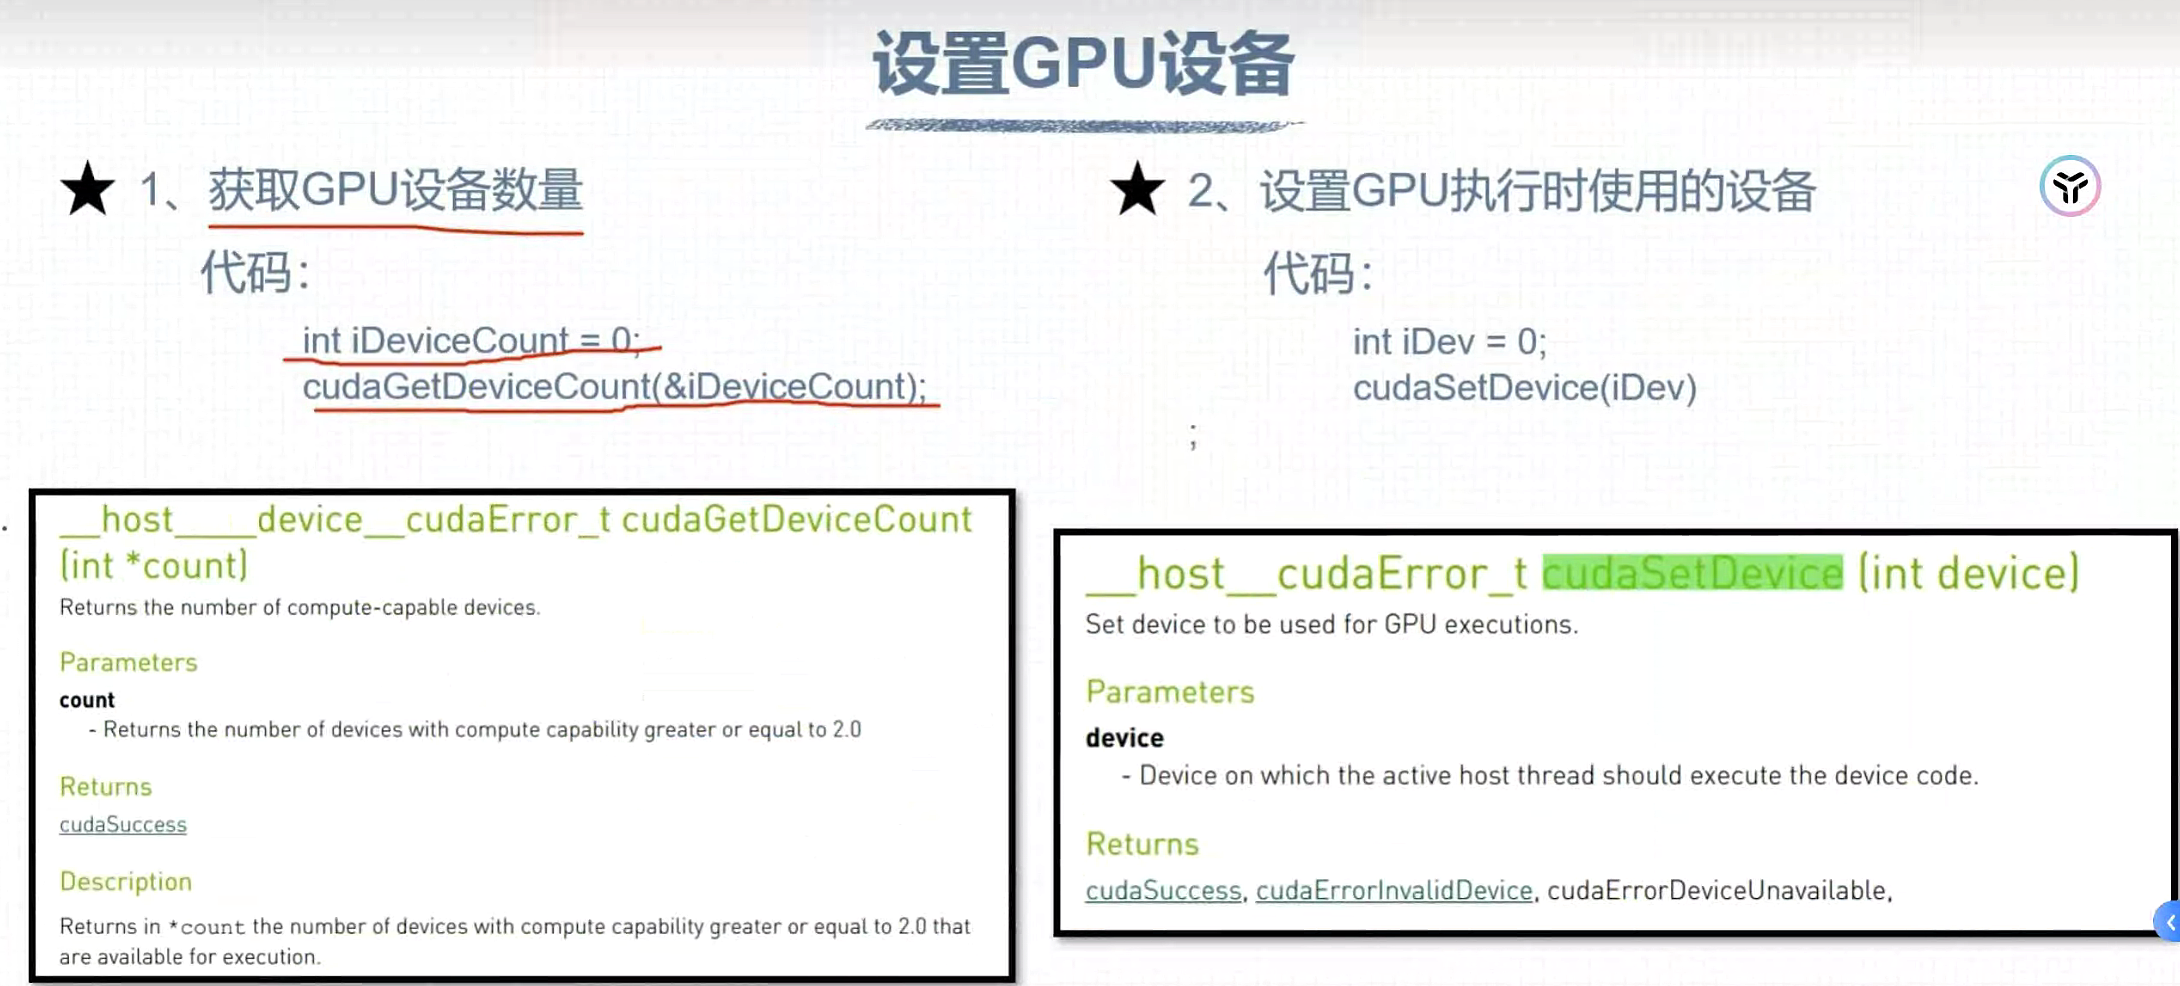 设置GPU设备
★ 1、获取GPU设备数量
代码：
int iDeviceCount = 0;
cudaGetDeviceCount(&iDeviceCount);
★ 2、设置GPU执行时使用的设备
代码：
int iDev = 0;
cudaSetDevice(iDev)
;
__host____device__cudaError_t cudaGetDeviceCount
(int *count)
Returns the number of compute-capable devices.
Parameters
count
- Returns the number of devices with compute capability greater or equal to 2.0
Returns
cudaSuccess
Description
Returns in *count the number of devices with compute capability greater or equal to 2.0 that
are available for execution.
__host__cudaError_t cudaSetDevice (int device)
Set device to be used for GPU executions.
Parameters
device
- Device on which the active host thread should execute the device code.
Returns
cudaSuccess, cudaErrorInvalidDevice, cudaErrorDeviceUnavailable,